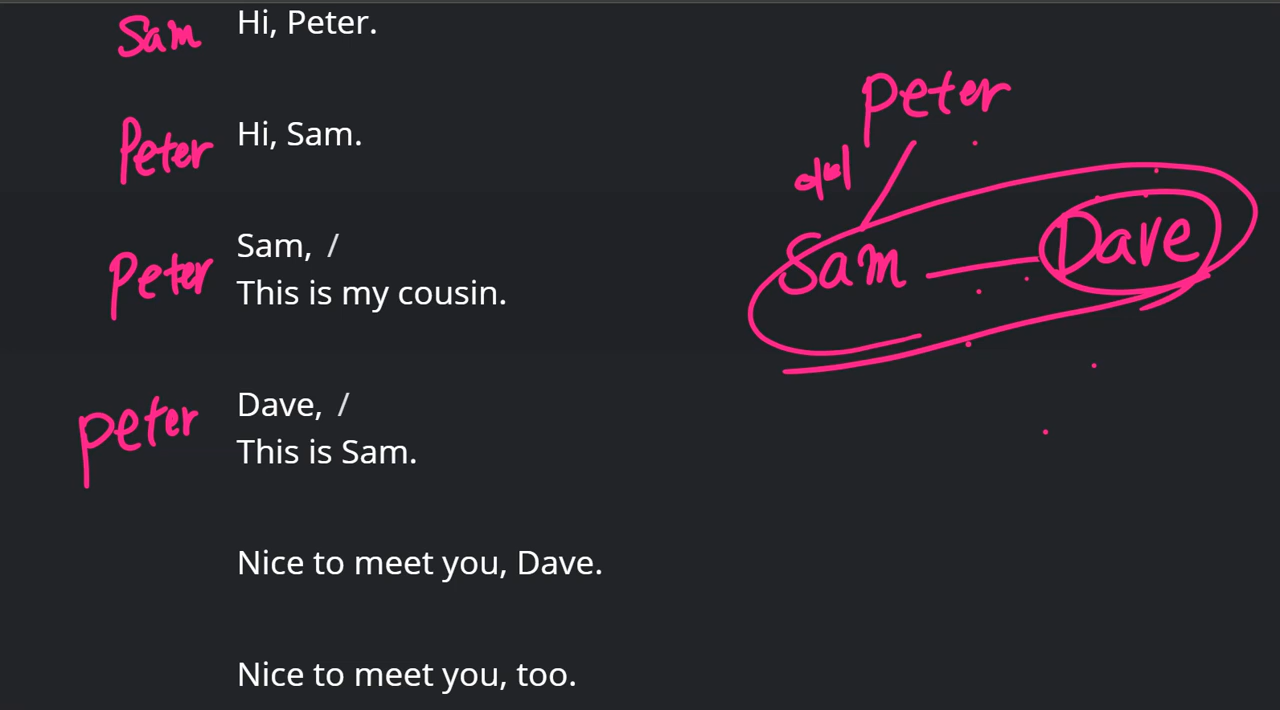 Sam Hi, Peter.
Peter
Peter Hi, Sam.
Sam Dave
Peter Sam, /
This is my cousin.
peter Dave, /
This is Sam.
Nice to meet you, Dave.
Nice to meet you, too.